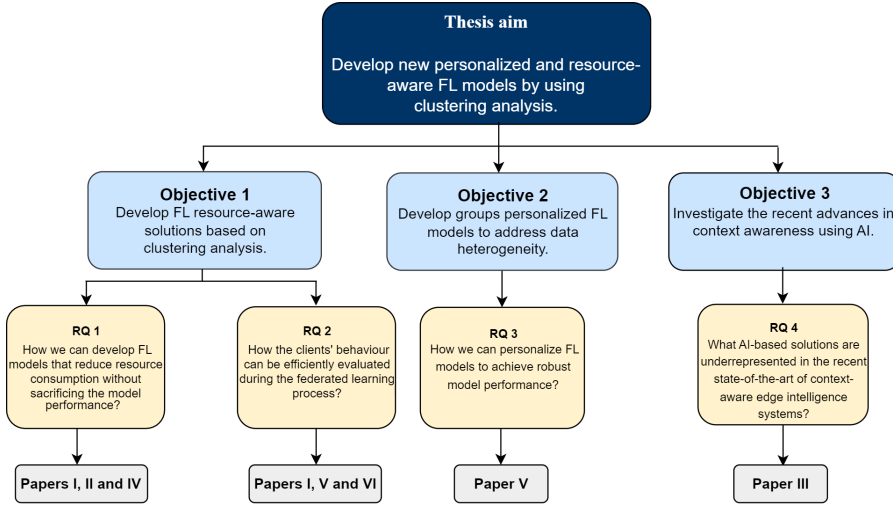 Thesis aim
Develop new personalized and resource-
aware FL models by using
clustering analysis.
Objective 1
Develop FL resource-aware
solutions based on
clustering analysis.
Objective 2
Develop groups personalized FL
models to address data
heterogeneity.
Objective 3
Investigate the recent advances in
context awareness using AI.
RQ 1
How we can develop FL
models that reduce resource
consumption without
sacrificing the model
performance?
RQ 2
How the clients' behaviour
can be efficiently evaluated
during the federated learning
process?
RQ 3
How we can personalize FL
models to achieve robust
model performance?
RQ 4
What AI-based solutions are
underrepresented in the recent
state-of-the-art of context-
aware edge intelligence
systems?
Papers I, II and IV
Papers I, V and VI
Paper V
Paper III